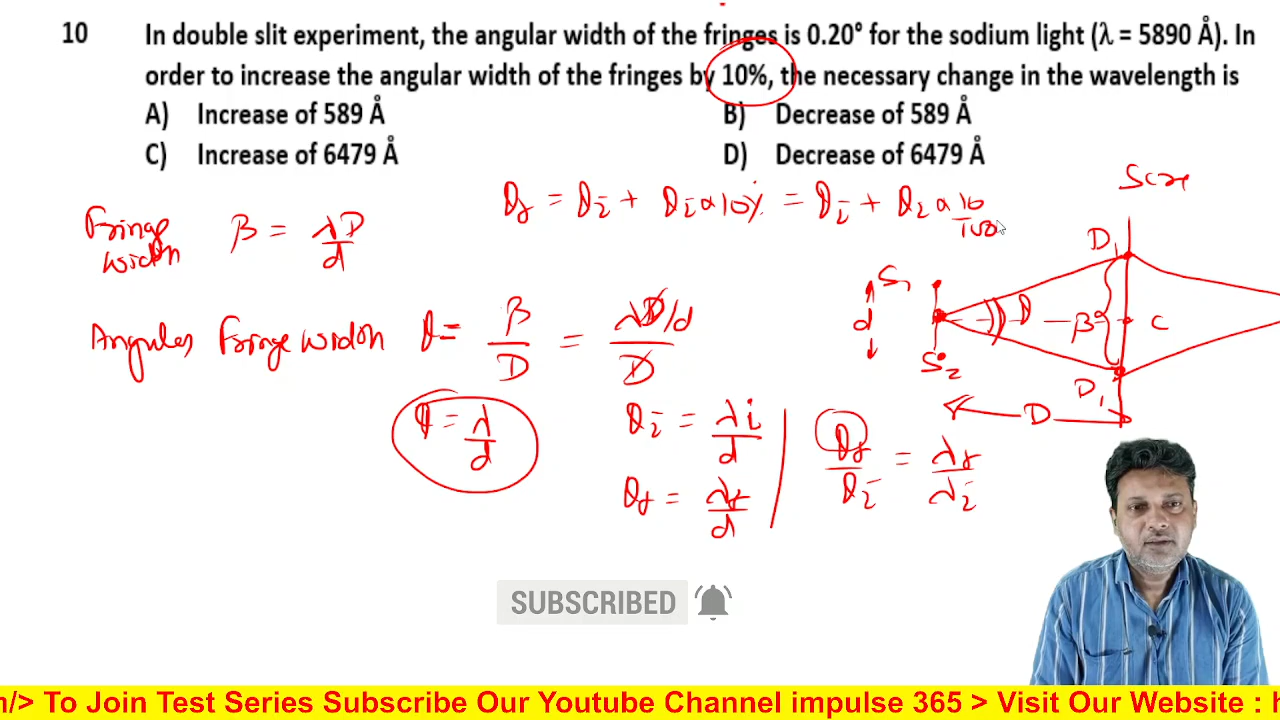 10 In double slit experiment, the angular width of the fringes is 0.20° for the sodium light (λ = 5890 Å). In
order to increase the angular width of the fringes by 10%, the necessary change in the wavelength is
A) Increase of 589 Å B) Decrease of 589 Å
C) Increase of 6479 Å D) Decrease of 6479 Å
θf = θi + θi × 10% = θi + θi × 10/100
Fringe width β = λD/d
Angular Fringe width θ = β/D = λD/d / D
θ = λ/d
θi = λi/d
θf = λf/d
θf/θi = λf/λi
D1
S1
d
θ
β
C
S2
D1
D
SUBSCRIBED
To Join Test Series Subscribe Our Youtube Channel impulse 365 > Visit Our Website :